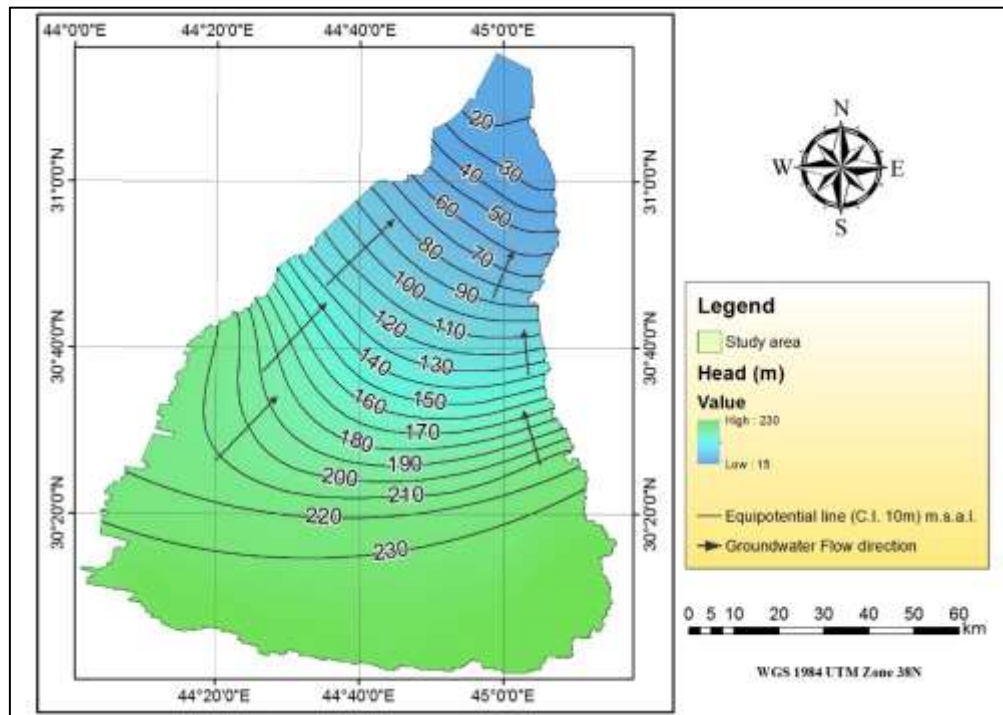 44°0'0"E 44°20'0"E 44°40'0"E 45°0'0"E
31°0'0"N
30°40'0"N
30°20'0"N
20
30
40
50
60
70
80
90
100
110
120
130
140
150
160
170
180
190
200
210
220
230
31°0'0"N
30°40'0"N
30°20'0"N
44°20'0"E 44°40'0"E 45°0'0"E
N
W E
S
Legend
Study area
Head (m)
Value
High : 230
Low : 15
Equipotential line (C.I. 10m) m.s.a.l.
Groundwater Flow direction
0 5 10 20 30 40 50 60
km
WGS 1984 UTM Zone 38N